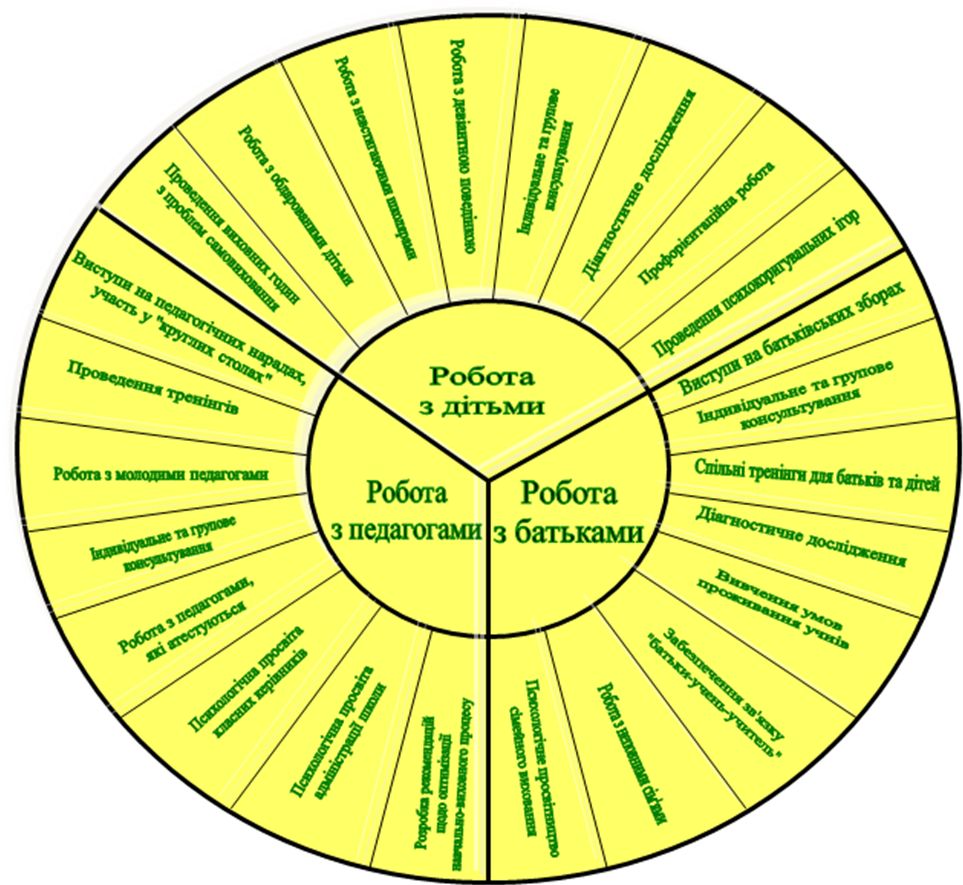 Робота
з дітьми
Робота
з педагогами
Робота
з батьками
Проведення виховних годин
з проблем самовиховання
Робота з обдарованими дітьми
Робота з невстигаючими школярами
Робота з девіантною поведінкою
Індивідуальне та групове
консультування
Діагностичне дослідження
Профорієнтаційна робота
Проведення психокоригувальних ігор
Виступи на батьківських зборах
Індивідуальне та групове
консультування
Спільні тренінги для батьків та дітей
Діагностичне дослідження
Вивчення умов
проживання учнів
Забезпечення зв'язку
"батьки-учень-учитель"
Робота з неповними сім'ями
Психологічне просвітництво
сімейного виховання
Розробка рекомендацій
щодо оптимізації
навчально-виховного процесу
Психологічна просвіта
адміністрації школи
Психологічна просвіта
класних керівників
Робота з педагогами,
які атестуються
Індивідуальне та групове
консультування
Робота з молодими педагогами
Проведення тренінгів
Виступи на педагогічних нарадах,
участь у "круглих столах"